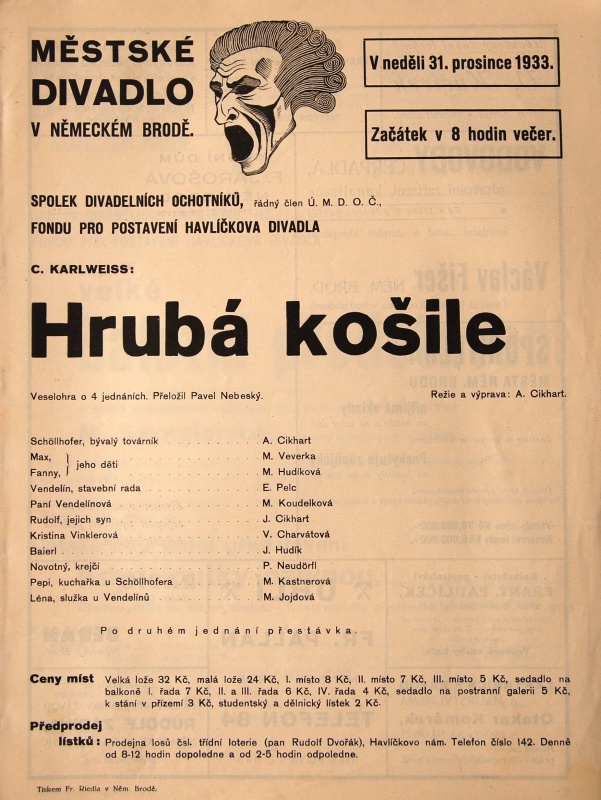 MĚSTSKÉ
DIVADLO
V NĚMECKÉM BRODĚ.
V neděli 31. prosince 1933.
Začátek v 8 hodin večer.
SPOLEK DIVADELNÍCH OCHOTNÍKŮ, řádný člen Ú. M. D. O. Č.,
FONDU PRO POSTAVENÍ HAVLÍČKOVA DIVADLA
C. KARLWEISS:
Hrubá košile
Veselohra o 4 jednáních. Přeložil Pavel Nebeský. Režie a výprava: A. Cikhart.
Schöllhofer, bývalý továrník A. Cikhart
Max, } jeho děti M. Veverka
Fanny, M. Hudíková
Vendelín, stavební rada E. Pelc
Paní Vendelínová M. Koudelková
Rudolf, jejich syn J. Cikhart
Kristina Vinklerová V. Charvátová
Baierl J. Hudík
Novotný, krejčí P. Neudörfl
Pepi, kuchařka u Schöllhofera M. Kastnerová
Léna, služka u Vendelínů M. Jojdová
Po druhém jednání přestávka.
Ceny míst Velká lože 32 Kč, malá lože 24 Kč, I. místo 8 Kč, II. místo 7 Kč, III. místo 5 Kč, sedadlo na
balkoně I. řada 7 Kč, II. a III. řada 6 Kč, IV. řada 4 Kč, sedadlo na postranní galerii 5 Kč,
k stání v přízemí 3 Kč, studentský a dělnický lístek 2 Kč.
Předprodej
lístků: Prodejna losů čsl. třídní loterie (pan Rudolf Dvořák), Havlíčkovo nám. Telefon číslo 142. Denně
od 8-12 hodin dopoledne a od 2-5 hodin odpoledne.
Tiskem Fr. Riedla v Něm. Brodě.